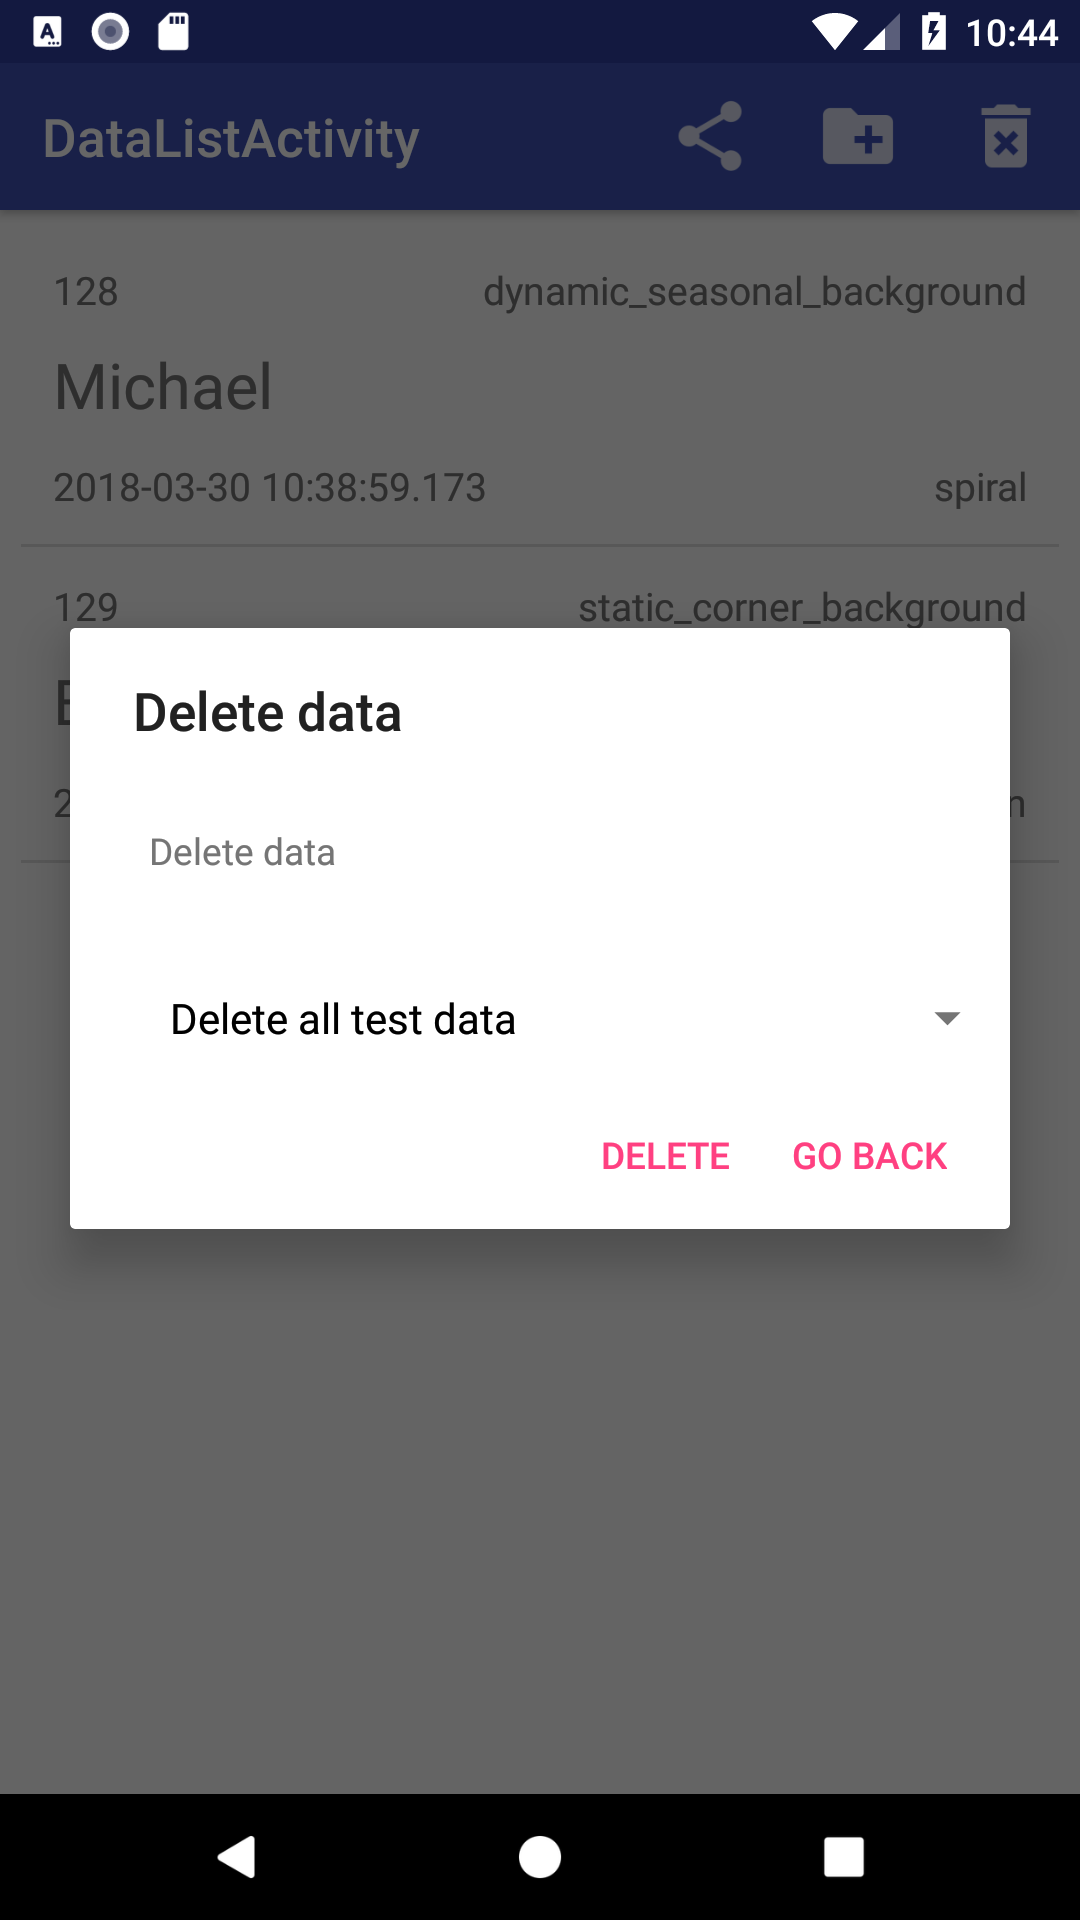 10:44
DataListActivity
128 dynamic_seasonal_background
Michael
2018-03-30 10:38:59.173 spiral
129 static_corner_background
Delete data
Delete data
Delete all test data
DELETE GO BACK